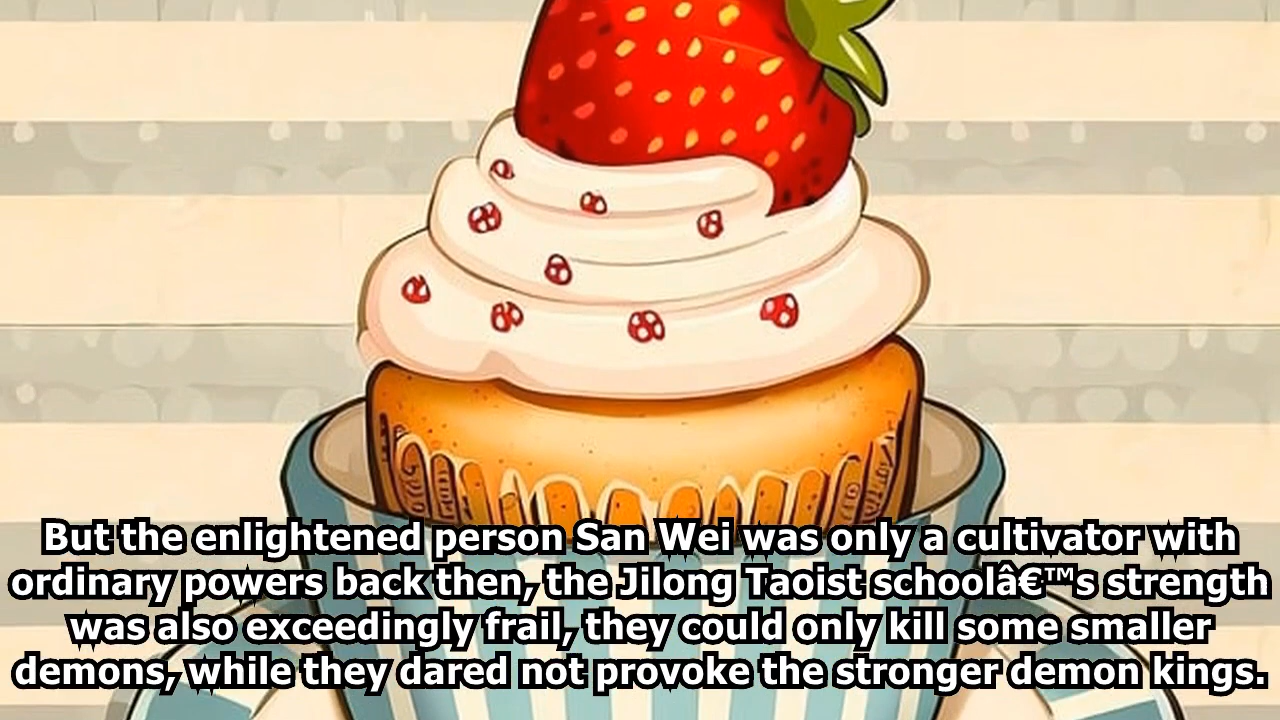 But the enlightened person San Wei was only a cultivator with
ordinary powers back then, the Jilong Taoist schoolâ€™s strength
was also exceedingly frail, they could only kill some smaller
demons, while they dared not provoke the stronger demon kings.